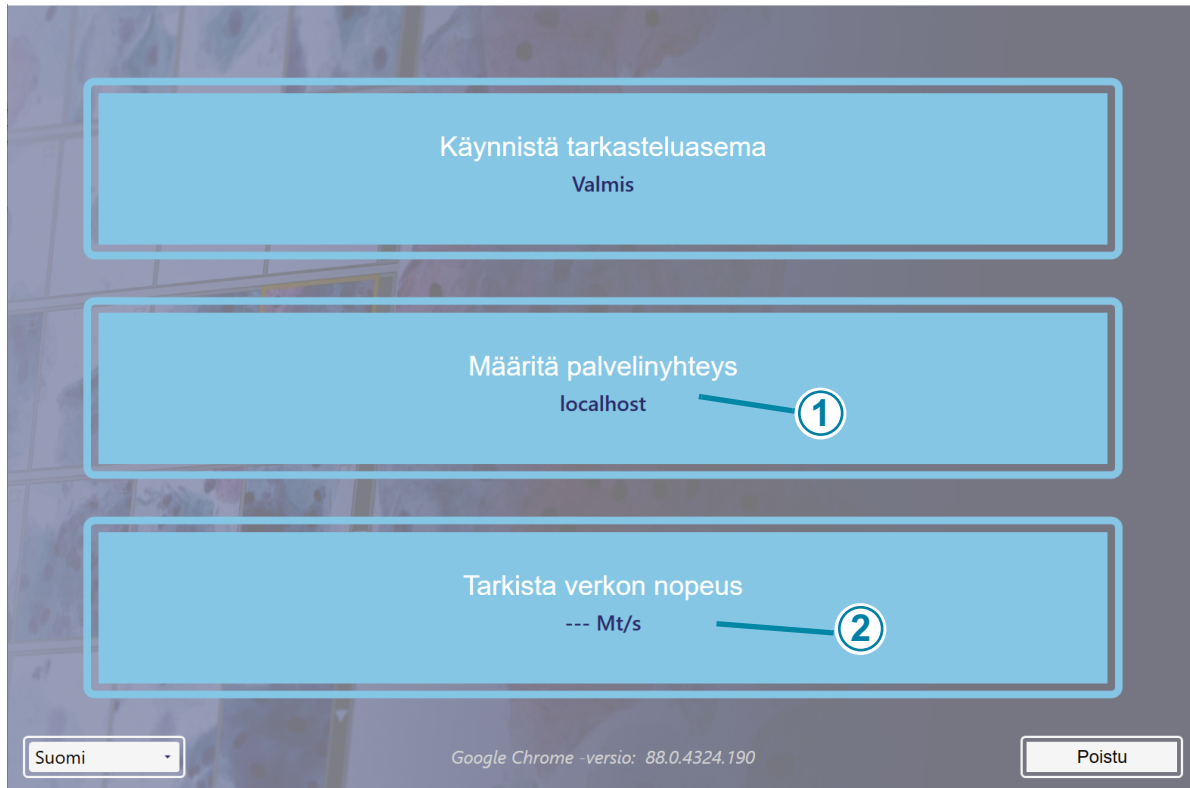 Käynnistä tarkasteluasema
Valmis
Määritä palvelinyhteys
localhost
1
Tarkista verkon nopeus
--- Mt/s
2
Suomi
Google Chrome -versio: 88.0.4324.190
Poistu